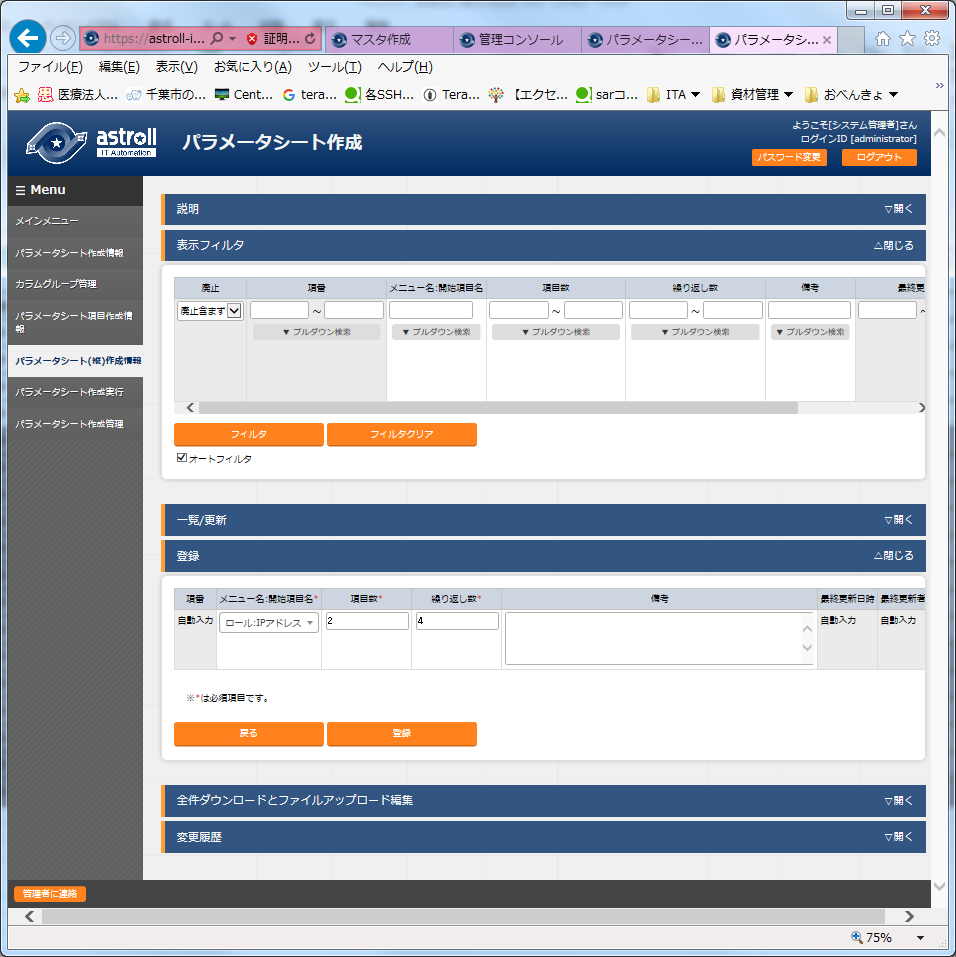 https://astroll-i... 証明... マスタ作成 管理コンソール パラメータシー... パラメータシ... ×
ファイル(F) 編集(E) 表示(V) お気に入り(A) ツール(T) ヘルプ(H)
医療法人... 千葉市の... Cent... tera... 各SSH... Tera... 【エクセ... sarコ... ITA ▼ 資材管理 ▼ おべんきょ ▼ »
astroll
IT Automation
パラメータシート作成
ようこそ[システム管理者]さん
ログインID [administrator]
パスワード変更 ログアウト
☰ Menu
メインメニュー
パラメータシート作成情報
カラムグループ管理
パラメータシート項目作成情
報
パラメータシート(縦)作成情報
パラメータシート作成実行
パラメータシート作成管理
説明 ▽開く
表示フィルタ △閉じる
廃止 項番 メニュー名:開始項目名 項目数 繰り返し数 備考 最終更
廃止含まず ～ ～ ～ ～
▼ プルダウン検索 ▼ プルダウン検索 ▼ プルダウン検索 ▼ プルダウン検索 ▼ プルダウン検索
フィルタ フィルタクリア
オートフィルタ
一覧/更新 ▽開く
登録 △閉じる
項番 メニュー名:開始項目名* 項目数* 繰り返し数* 備考 最終更新日時 最終更新者
自動入力 ロール:IPアドレス ▼ 2 4 自動入力 自動入力
※*は必須項目です。
戻る 登録
全件ダウンロードとファイルアップロード編集 ▽開く
変更履歴 ▽開く
管理者に連絡
75% ▼